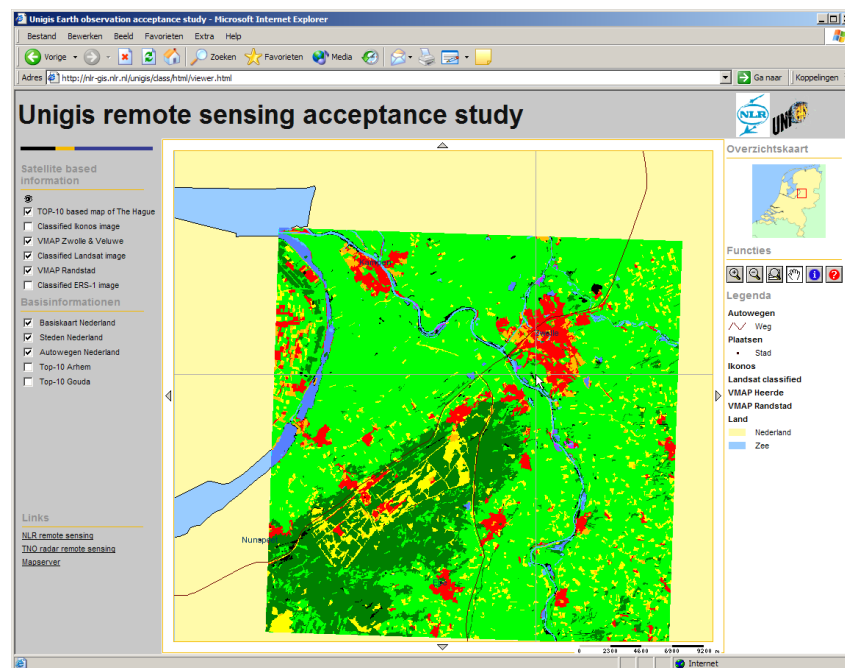 Unigis Earth observation acceptance study - Microsoft Internet Explorer
Bestand Bewerken Beeld Favorieten Extra Help
Vorige Zoeken Favorieten Media
Adres http://nlr-gis.nlr.nl/unigis/class/html/viewer.html Ga naar Koppelingen
Unigis remote sensing acceptance study
NLR UNIGIS
Satellite based
information
TOP-10 based map of The Hague
Classified Ikonos image
VMAP Zwolle & Veluwe
Classified Landsat image
VMAP Randstad
Classified ERS-1 image
Basisinformationen
Basiskaart Nederland
Steden Nederland
Autowegen Nederland
Top-10 Arhem
Top-10 Gouda
Links
NLR remote sensing
TNO radar remote sensing
Mapserver
Nunspeet
0 2300 4600 6900 9200 m
Overzichtskaart
Functies
Legenda
Autowegen
Weg
Plaatsen
Stad
Ikonos
Landsat classified
VMAP Heerde
VMAP Randstad
Land
Nederland
Zee
Internet